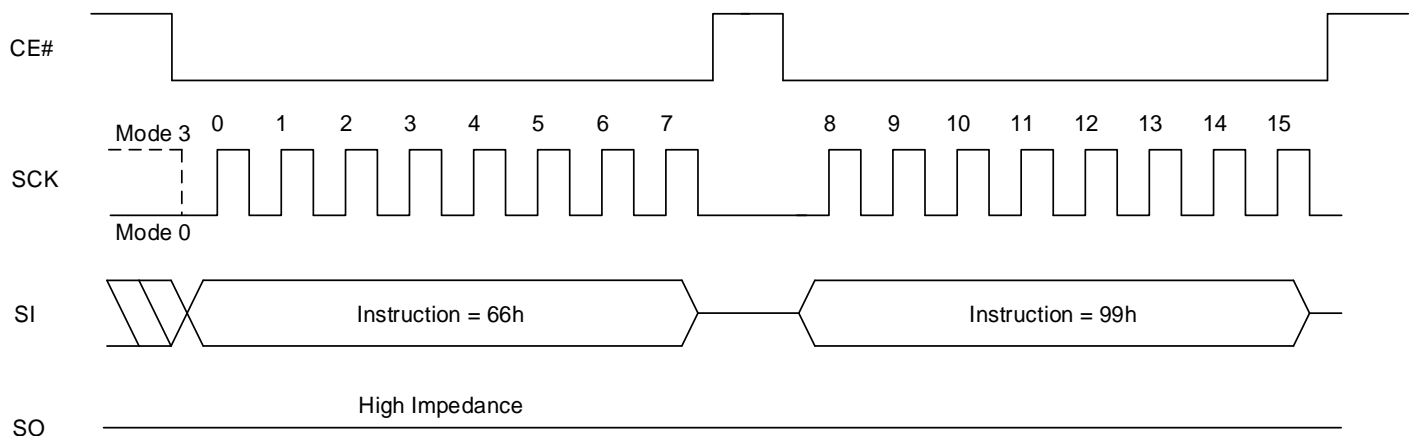 CE#
Mode 3 0 1 2 3 4 5 6 7 8 9 10 11 12 13 14 15
SCK
Mode 0
SI Instruction = 66h Instruction = 99h
High Impedance
SO